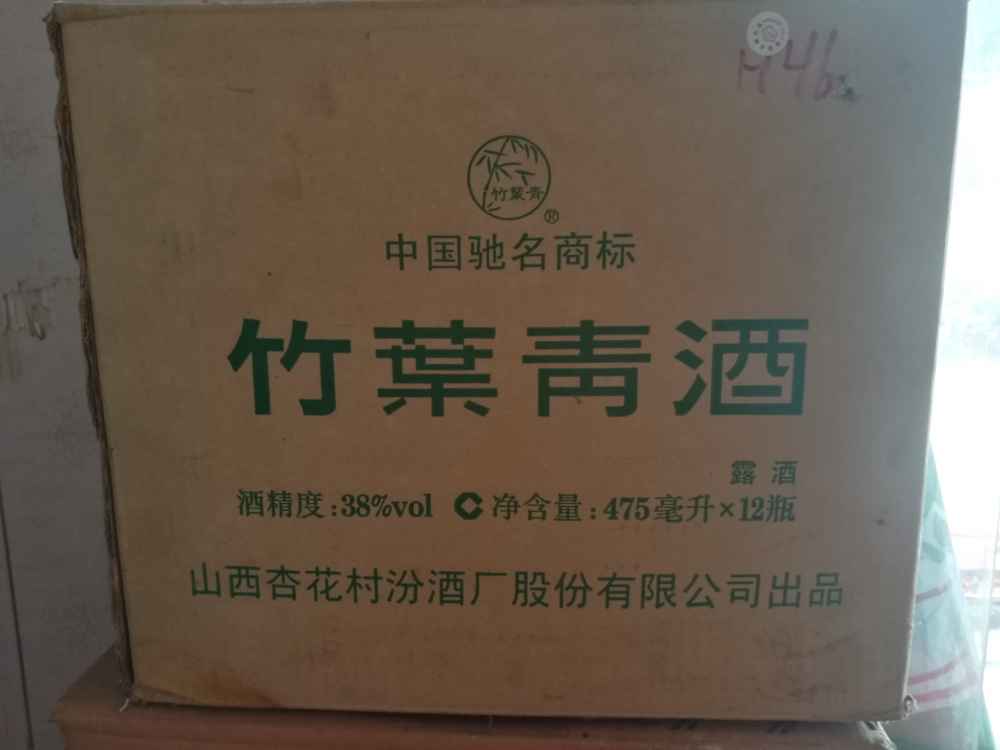 M46
竹葉青
®
中国驰名商标
竹葉青酒
露酒
酒精度:38%vol 净含量:475毫升×12瓶
山西杏花村汾酒厂股份有限公司出品